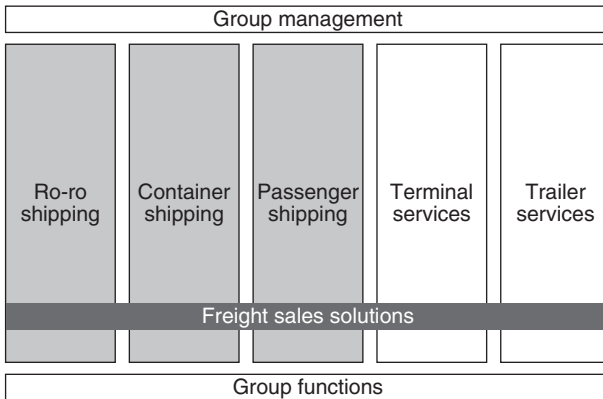 Group management
Ro-ro
shipping
Container
shipping
Passenger
shipping
Terminal
services
Trailer
services
Freight sales solutions
Group functions